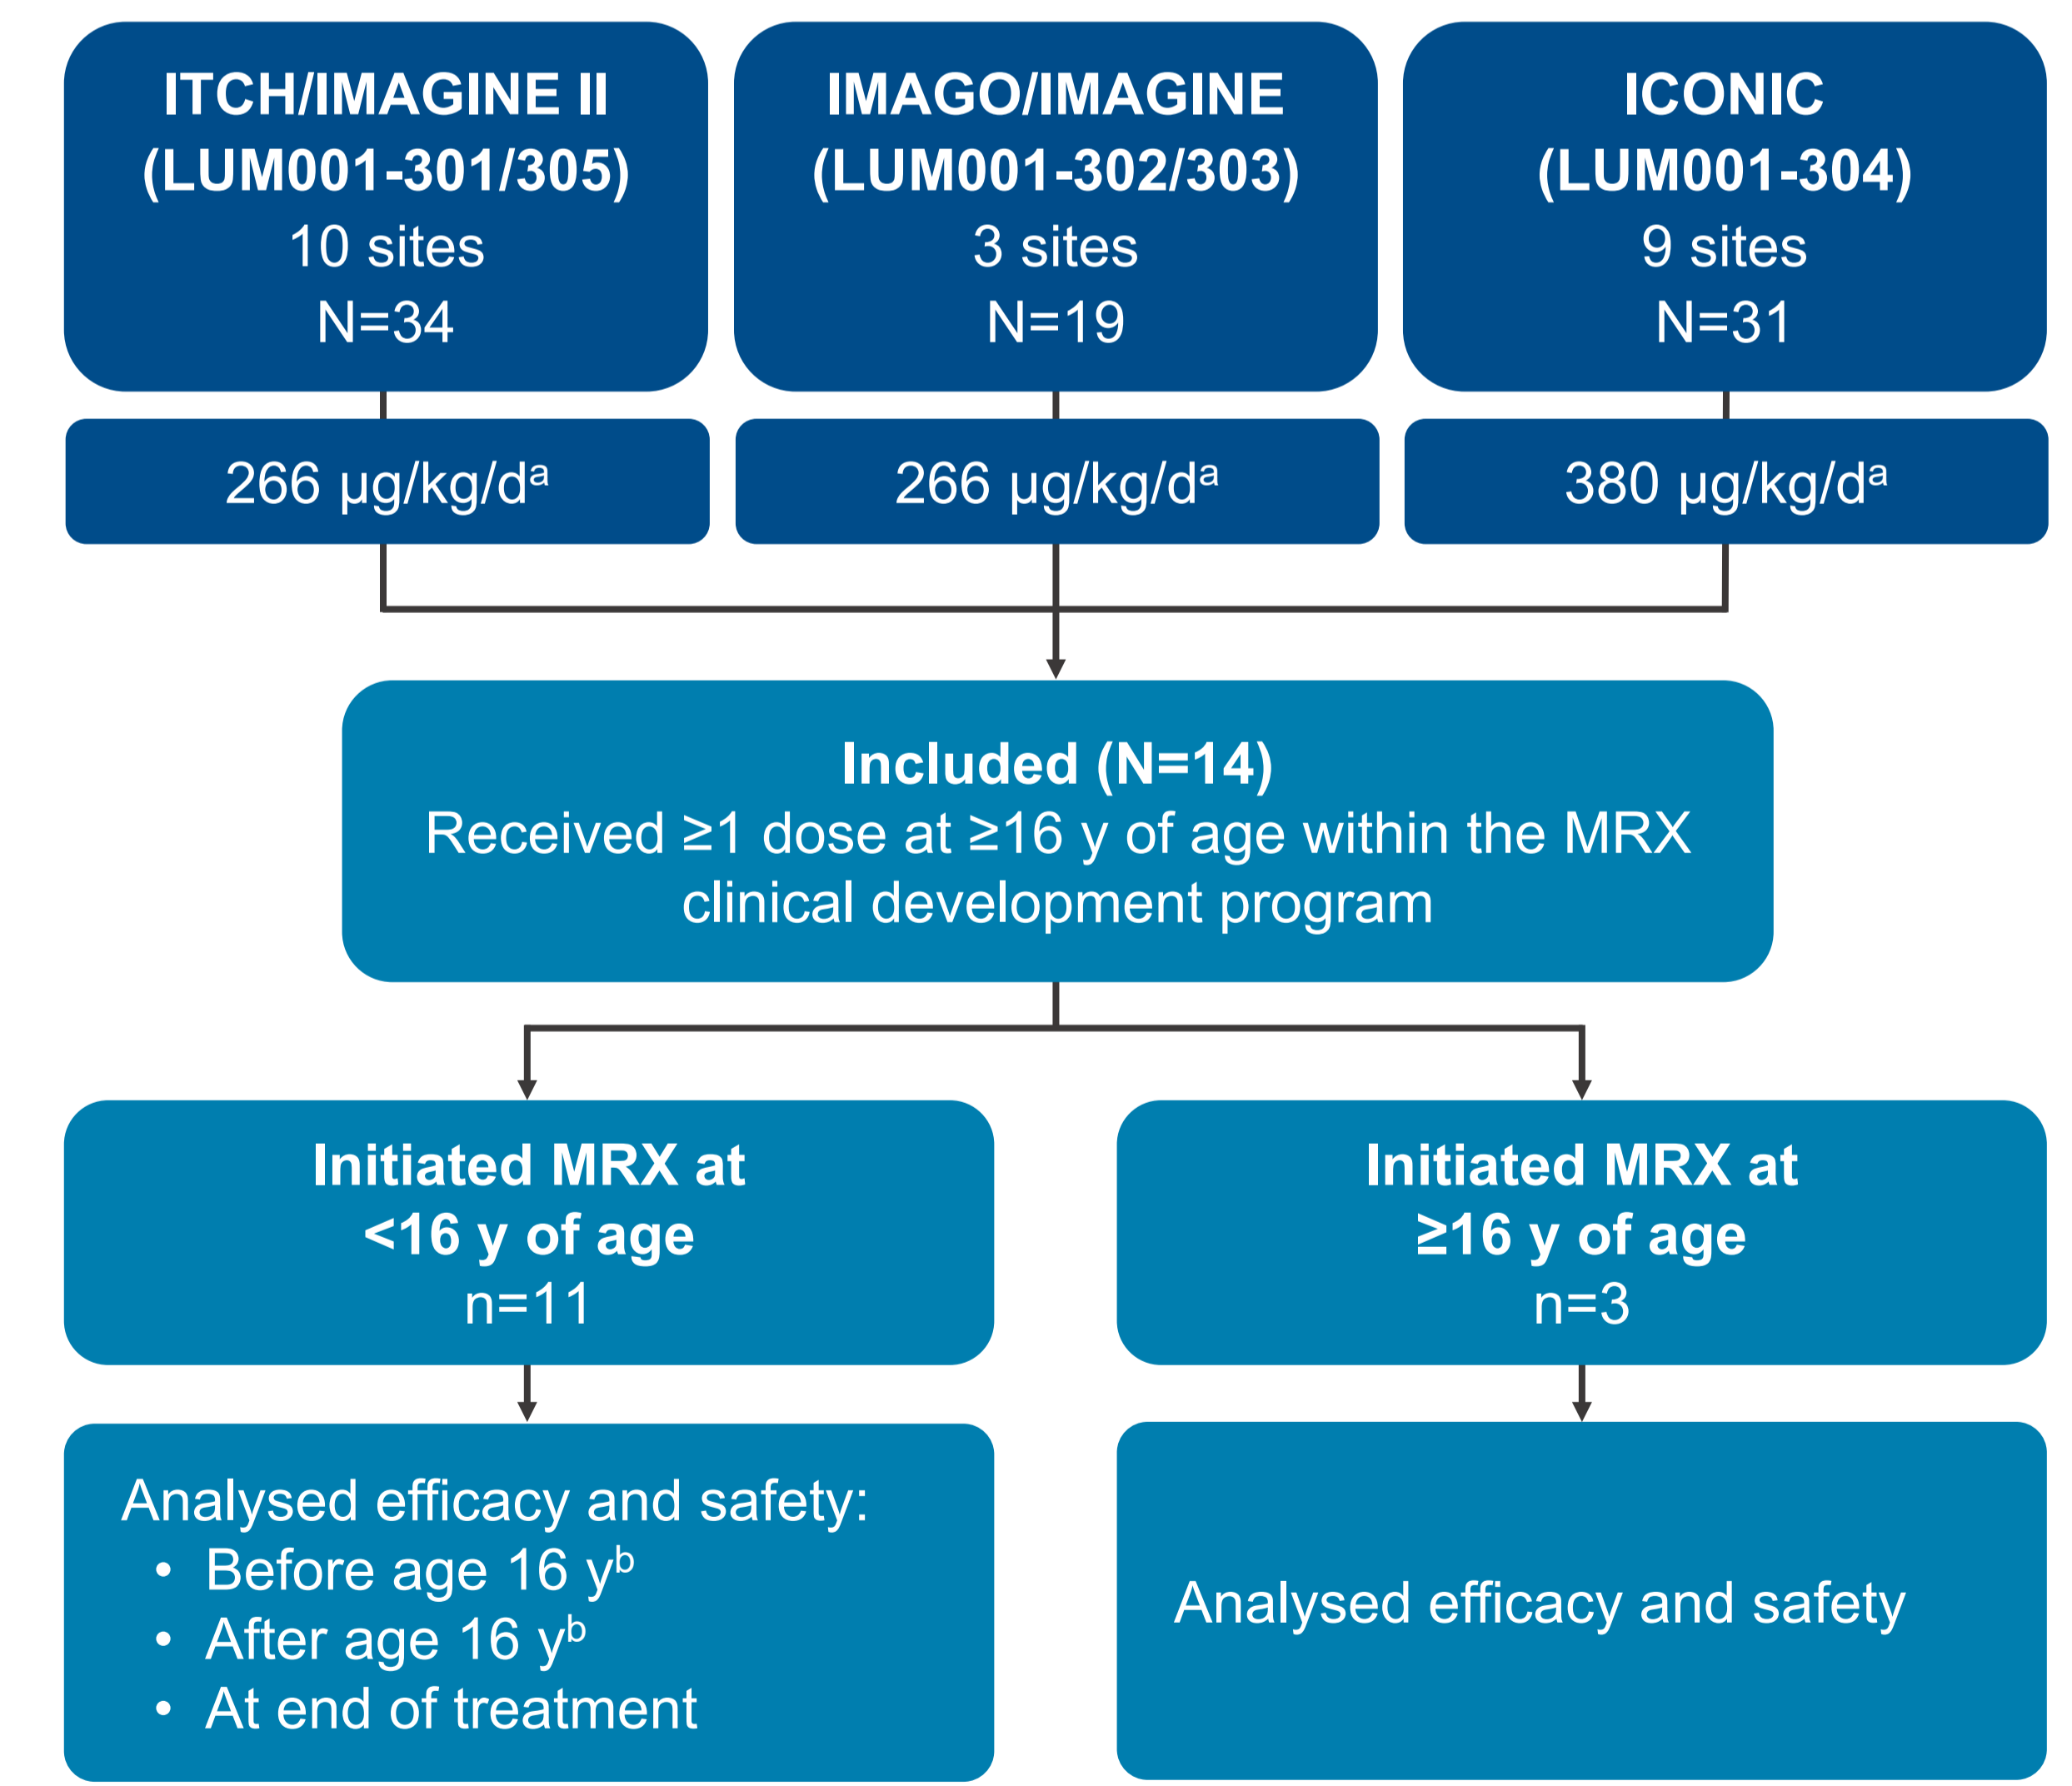 ITCH/IMAGINE II
(LUM001-301/305)
10 sites
N=34
IMAGO/IMAGINE
(LUM001-302/303)
3 sites
N=19
ICONIC
(LUM001-304)
9 sites
N=31
266 μg/kg/dᵃ
266 μg/kg/dᵃ
380 μg/kg/dᵃ
Included (N=14)
Received ≥1 dose at ≥16 y of age within the MRX
clinical development program
Initiated MRX at
<16 y of age
n=11
Initiated MRX at
≥16 y of age
n=3
Analysed efficacy and safety:
• Before age 16 yᵇ
• After age 16 yᵇ
• At end of treatment
Analysed efficacy and safety